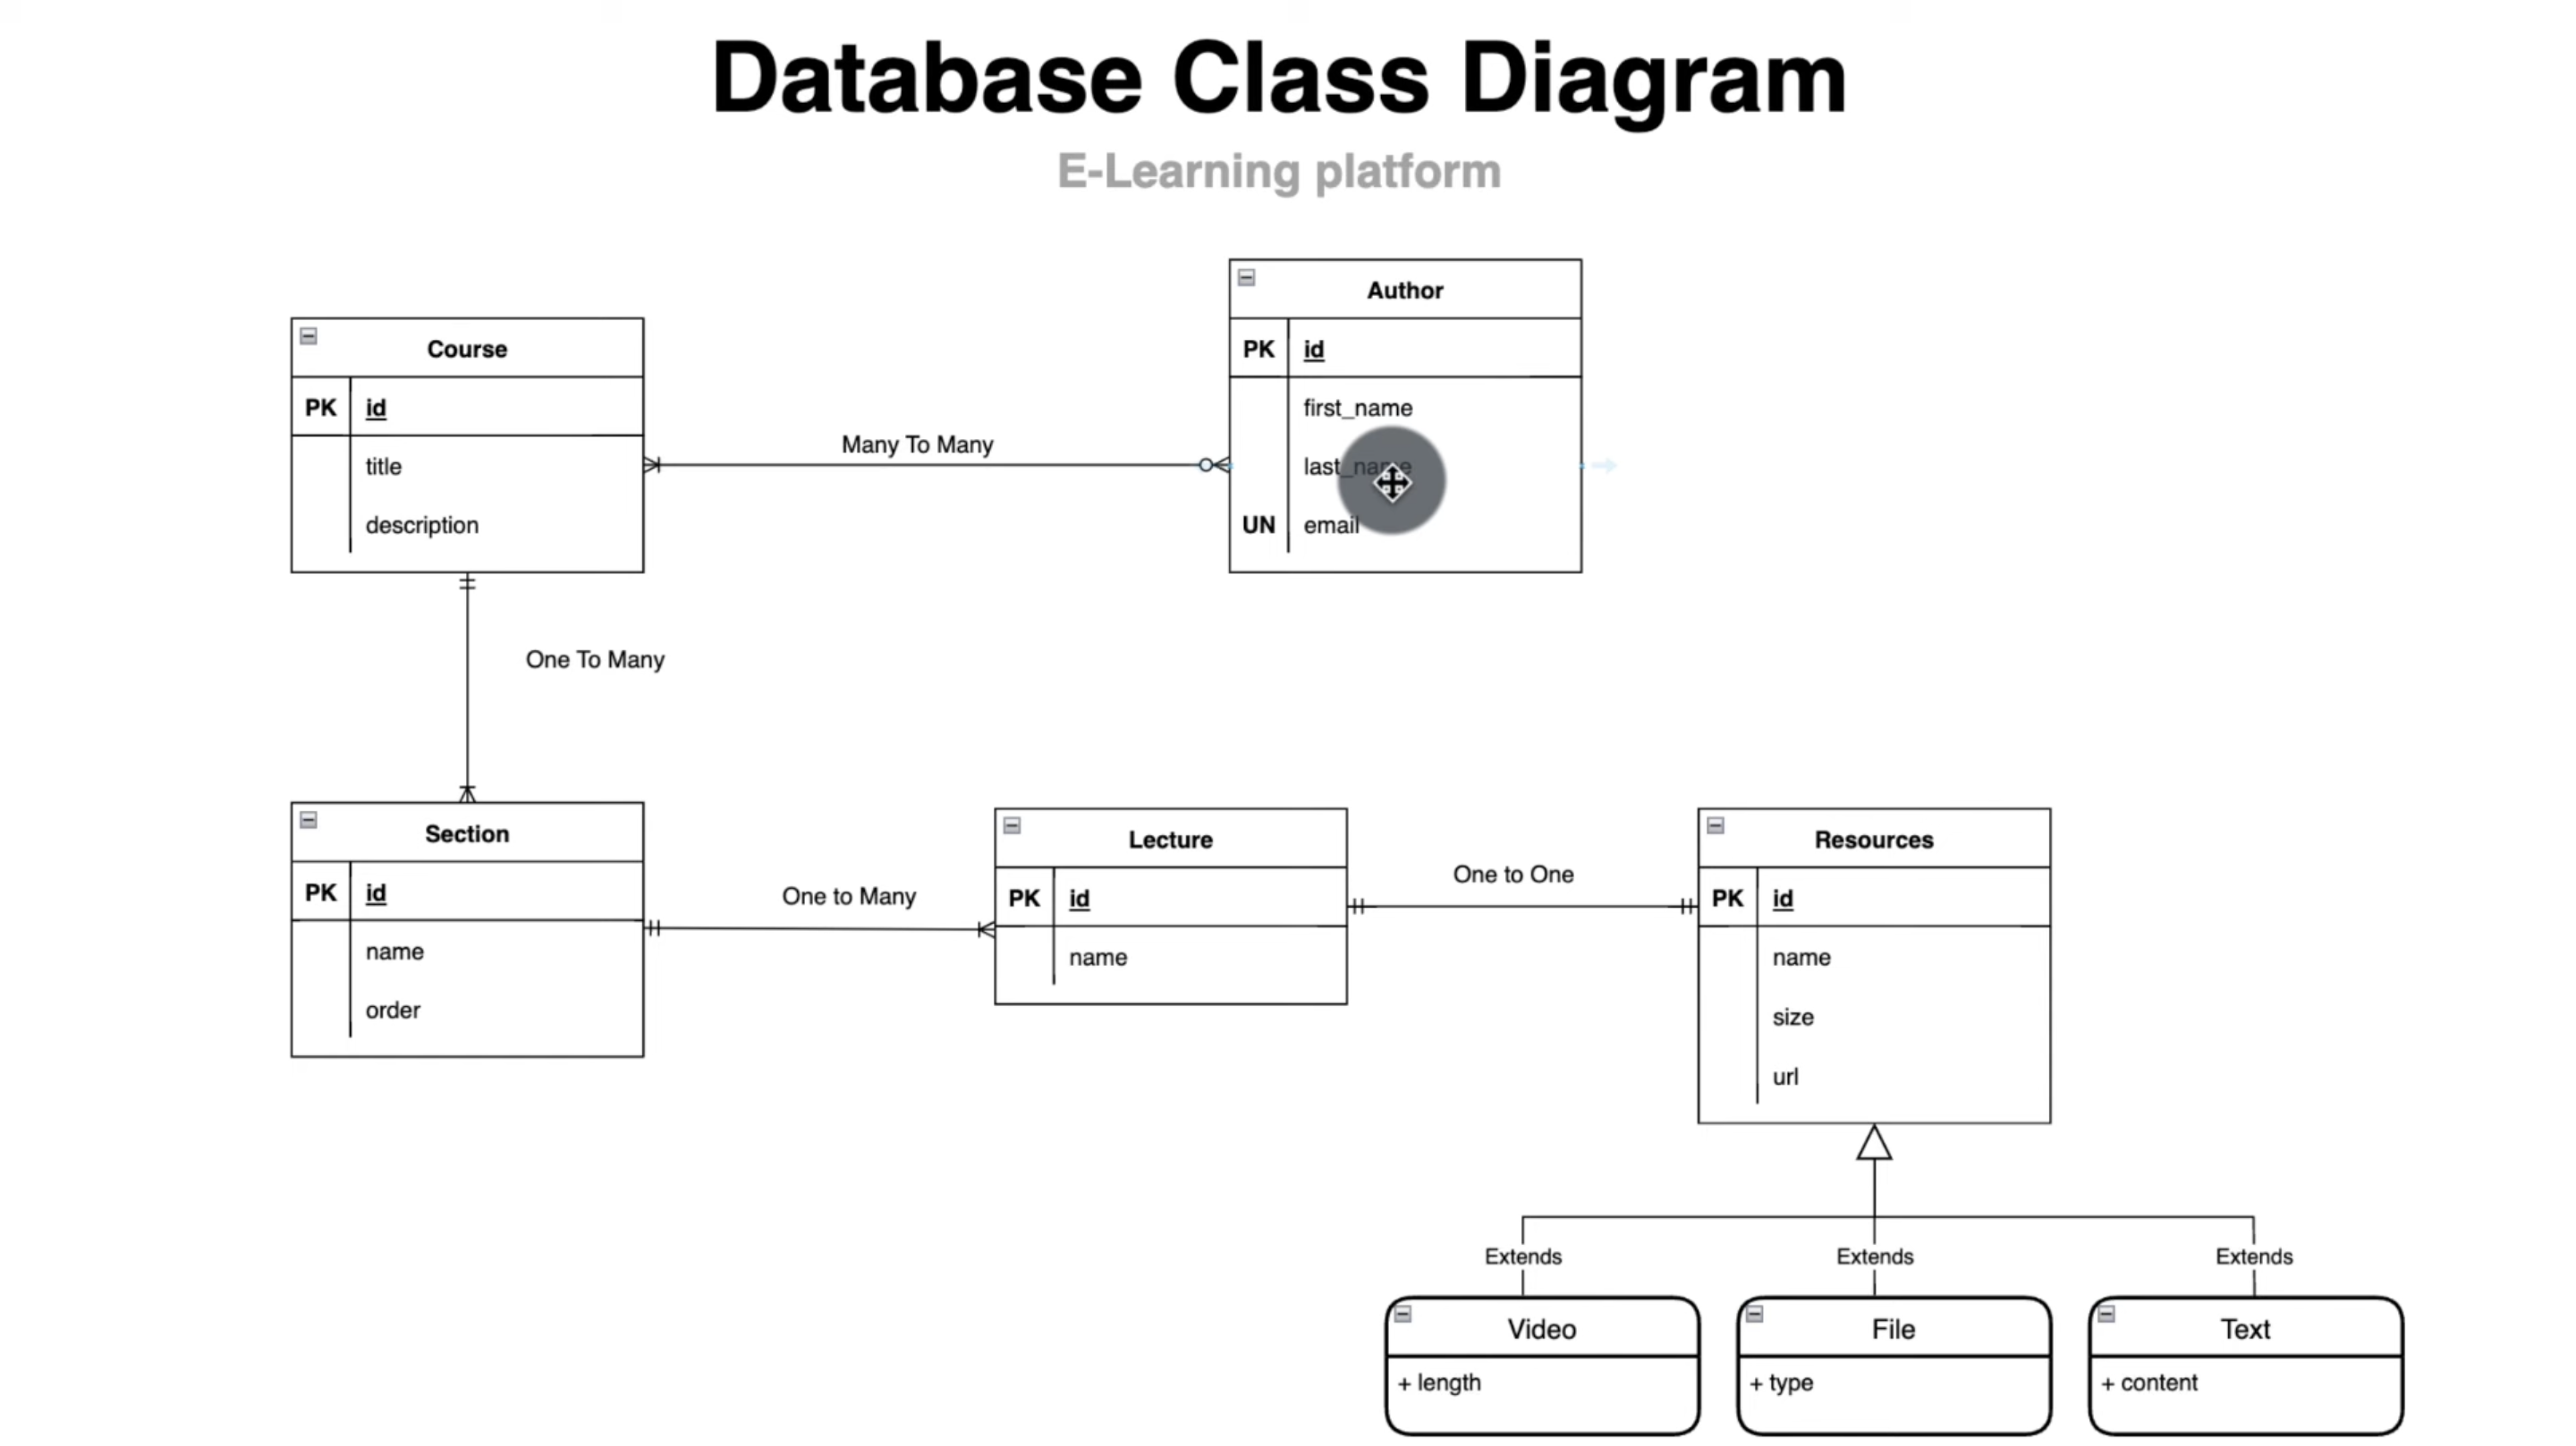 Database Class Diagram
E-Learning platform
Author
PK id
first_name
last_name
UN email
Course
PK id
title
description
Many To Many
One To Many
Section
PK id
name
order
One to Many
Lecture
PK id
name
One to One
Resources
PK id
name
size
url
Extends
Extends
Extends
Video
+ length
File
+ type
Text
+ content